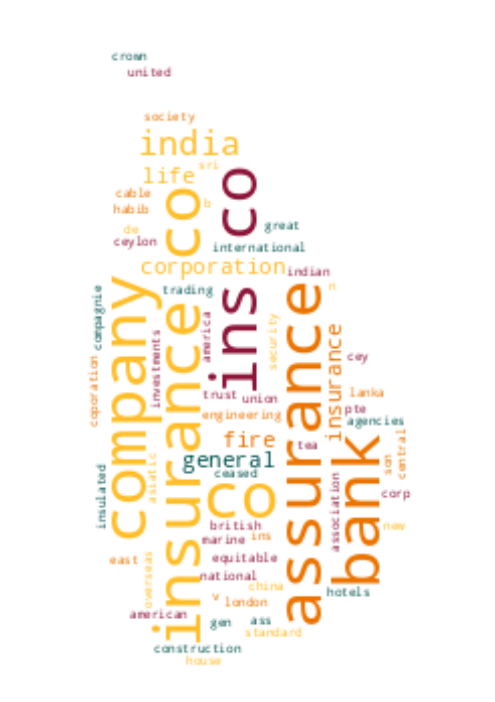 crown
united
society
india
sri
life
cable
co
co
b
habib
de
great
ceylon
international
corporation
indian
trading
n
compagnie
company
insurance
ins
assurance
america
security
investments
insurance
cey
coporation
trust
union
lanka
pte
engineering
agencies
fire
tea
bank
general
ceased
central
son
asiatic
insulated
co
association
corp
british
new
marine
ins
equitable
east
overseas
national
china
hotels
v
london
american
gen
ass
standard
construction
house